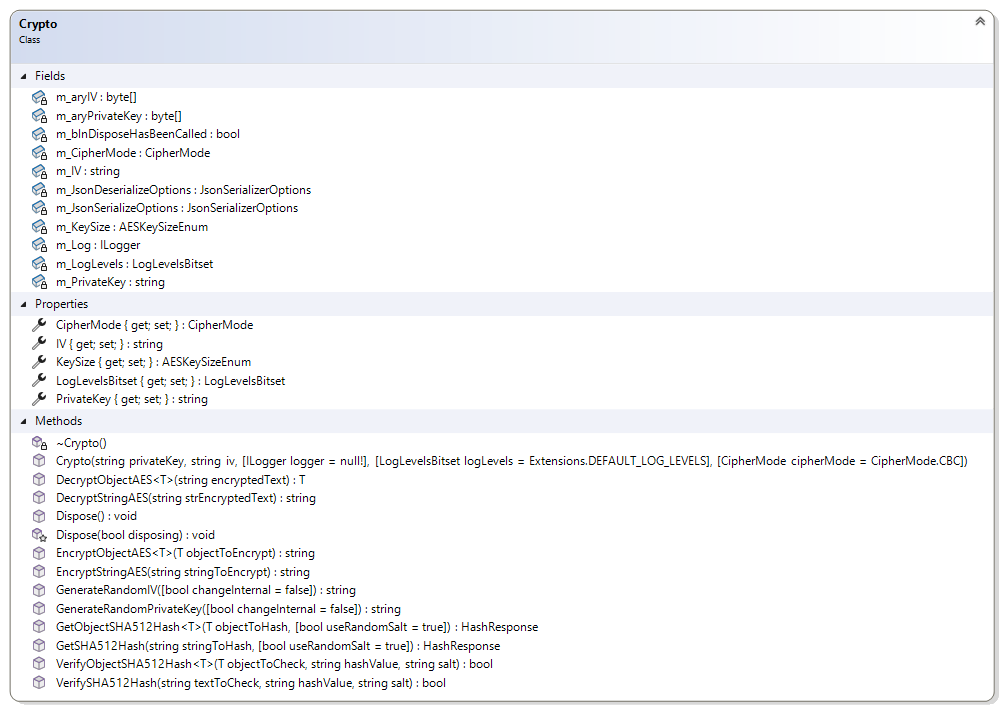 Crypto
Class
Fields
m_aryIV : byte[]
m_aryPrivateKey : byte[]
m_blnDisposeHasBeenCalled : bool
m_CipherMode : CipherMode
m_IV : string
m_JsonDeserializeOptions : JsonSerializerOptions
m_JsonSerializeOptions : JsonSerializerOptions
m_KeySize : AESKeySizeEnum
m_Log : ILogger
m_LogLevels : LogLevelsBitset
m_PrivateKey : string
Properties
CipherMode { get; set; } : CipherMode
IV { get; set; } : string
KeySize { get; set; } : AESKeySizeEnum
LogLevelsBitset { get; set; } : LogLevelsBitset
PrivateKey { get; set; } : string
Methods
~Crypto()
Crypto(string privateKey, string iv, [ILogger logger = null!], [LogLevelsBitset logLevels = Extensions.DEFAULT_LOG_LEVELS], [CipherMode cipherMode = CipherMode.CBC])
DecryptObjectAES<T>(string encryptedText) : T
DecryptStringAES(string strEncryptedText) : string
Dispose() : void
Dispose(bool disposing) : void
EncryptObjectAES<T>(T objectToEncrypt) : string
EncryptStringAES(string stringToEncrypt) : string
GenerateRandomIV([bool changeInternal = false]) : string
GenerateRandomPrivateKey([bool changeInternal = false]) : string
GetObjectSHA512Hash<T>(T objectToHash, [bool useRandomSalt = true]) : HashResponse
GetSHA512Hash(string stringToHash, [bool useRandomSalt = true]) : HashResponse
VerifyObjectSHA512Hash<T>(T objectToCheck, string hashValue, string salt) : bool
VerifySHA512Hash(string textToCheck, string hashValue, string salt) : bool